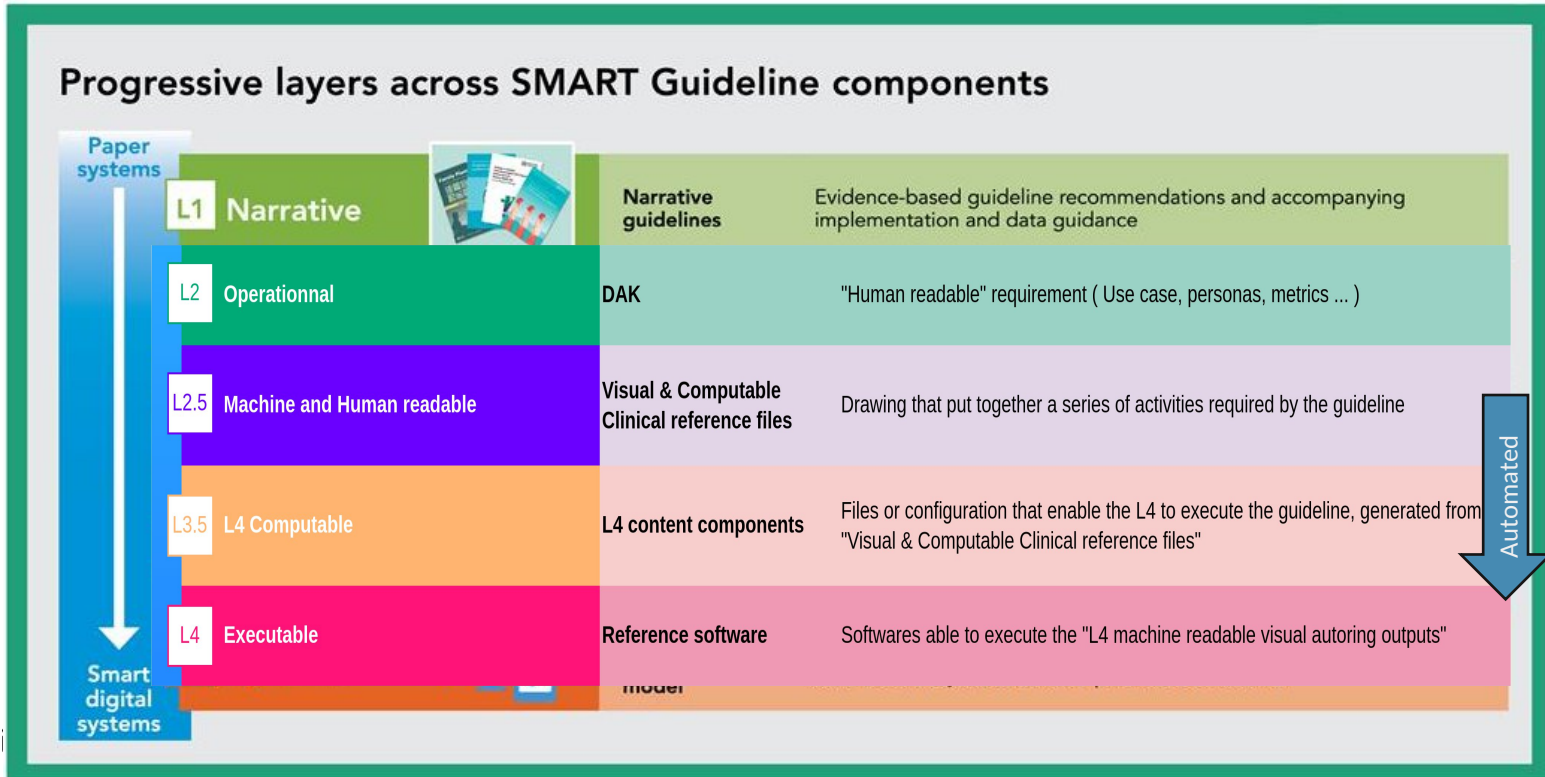 Progressive layers across SMART Guideline components
Paper
systems
L1
Narrative
Narrative
guidelines
Evidence-based guideline recommendations and accompanying
implementation and data guidance
L2
Operationnal
DAK
"Human readable" requirement ( Use case, personas, metrics ... )
L2.5
Machine and Human readable
Visual & Computable
Clinical reference files
Drawing that put together a series of activities required by the guideline
L3.5
L4 Computable
L4 content components
Files or configuration that enable the L4 to execute the guideline, generated from
"Visual & Computable Clinical reference files"
Automated
L4
Executable
Reference software
Softwares able to execute the "L4 machine readable visual autoring outputs"
model
Smart
digital
systems